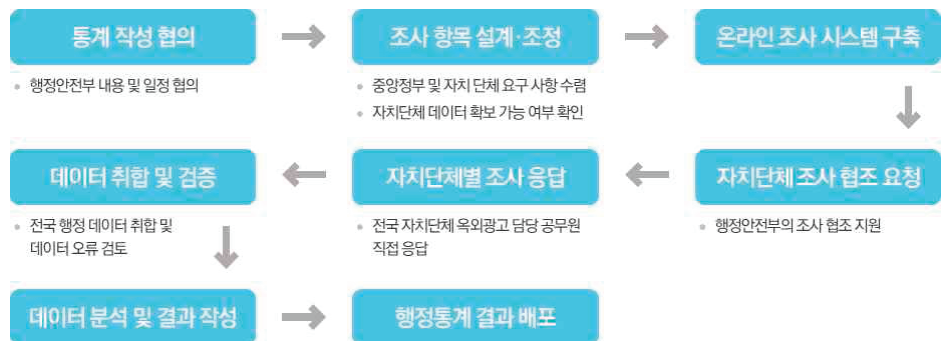 통계 작성 협의
• 행정안전부 내용 및 일정 협의
조사 항목 설계·조정
• 중앙정부 및 자치 단체 요구 사항 수렴
• 자치단체 데이터 확보 가능 여부 확인
온라인 조사 시스템 구축
자치단체 조사 협조 요청
• 행정안전부의 조사 협조 지원
자치단체별 조사 응답
• 전국 자치단체 옥외광고 담당 공무원
직접 응답
데이터 취합 및 검증
• 전국 행정 데이터 취합 및
데이터 오류 검토
데이터 분석 및 결과 작성
행정통계 결과 배포